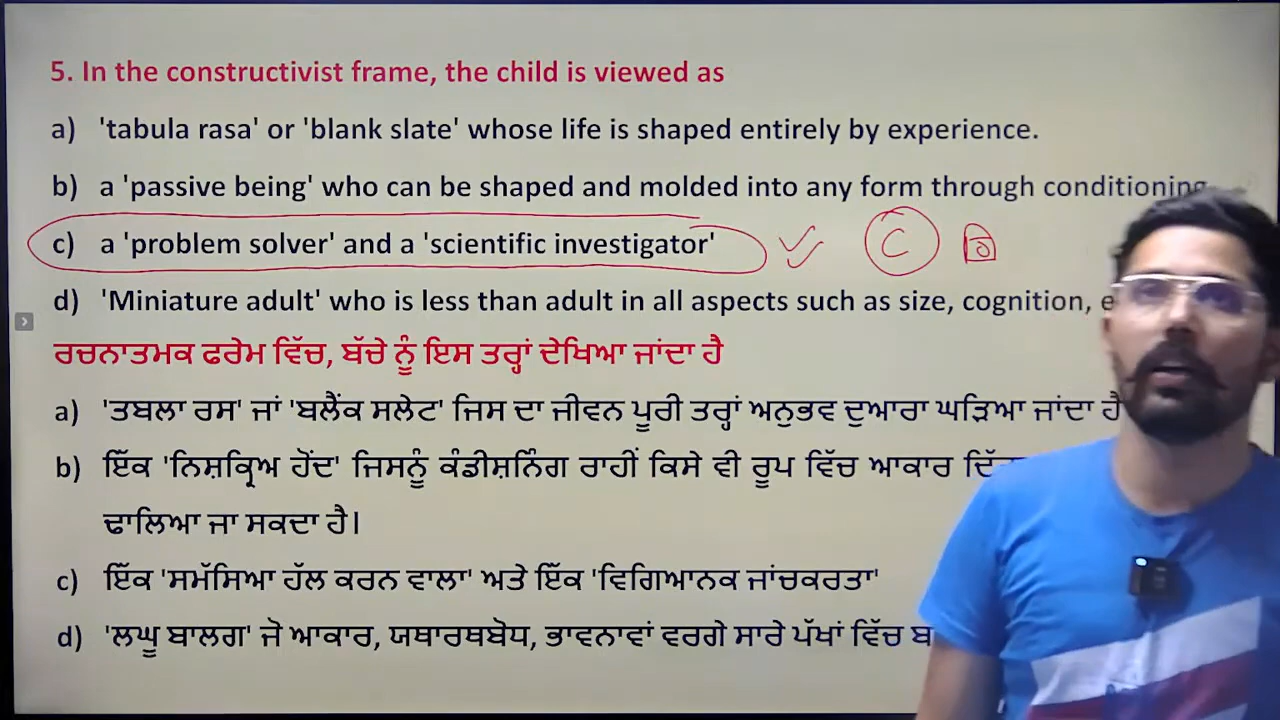 5. In the constructivist frame, the child is viewed as
a) 'tabula rasa' or 'blank slate' whose life is shaped entirely by experience.
b) a 'passive being' who can be shaped and molded into any form through conditioning
c) a 'problem solver' and a 'scientific investigator' C
d) 'Miniature adult' who is less than adult in all aspects such as size, cognition,
ਰਚਨਾਤਮਕ ਫਰੇਮ ਵਿੱਚ, ਬੱਚੇ ਨੂੰ ਇਸ ਤਰ੍ਹਾਂ ਦੇਖਿਆ ਜਾਂਦਾ ਹੈ
a) 'ਤਬਲਾ ਰਸ' ਜਾਂ 'ਬਲੈਂਕ ਸਲੇਟ' ਜਿਸ ਦਾ ਜੀਵਨ ਪੂਰੀ ਤਰ੍ਹਾਂ ਅਨੁਭਵ ਦੁਆਰਾ ਘੜਿਆ ਜਾਂਦਾ ਹੈ
b) ਇੱਕ 'ਨਿਸ਼ਕ੍ਰਿਅ ਹੋਂਦ' ਜਿਸਨੂੰ ਕੰਡੀਸ਼ਨਿੰਗ ਰਾਹੀਂ ਕਿਸੇ ਵੀ ਰੂਪ ਵਿੱਚ ਆਕਾਰ
ਢਾਲਿਆ ਜਾ ਸਕਦਾ ਹੈ।
c) ਇੱਕ 'ਸਮੱਸਿਆ ਹੱਲ ਕਰਨ ਵਾਲਾ' ਅਤੇ ਇੱਕ 'ਵਿਗਿਆਨਕ ਜਾਂਚਕਰਤਾ'
d) 'ਲਘੂ ਬਾਲਗ' ਜੋ ਆਕਾਰ, ਯਥਾਰਥਬੋਧ, ਭਾਵਨਾਵਾਂ ਵਰਗੇ ਸਾਰੇ ਪੱਖਾਂ ਵਿੱਚ